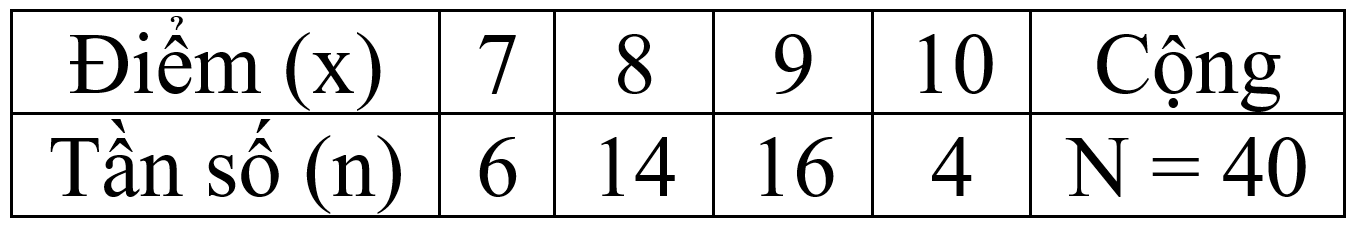 Điểm (x) 7 8 9 10 Cộng
Tần số (n) 6 14 16 4 N = 40